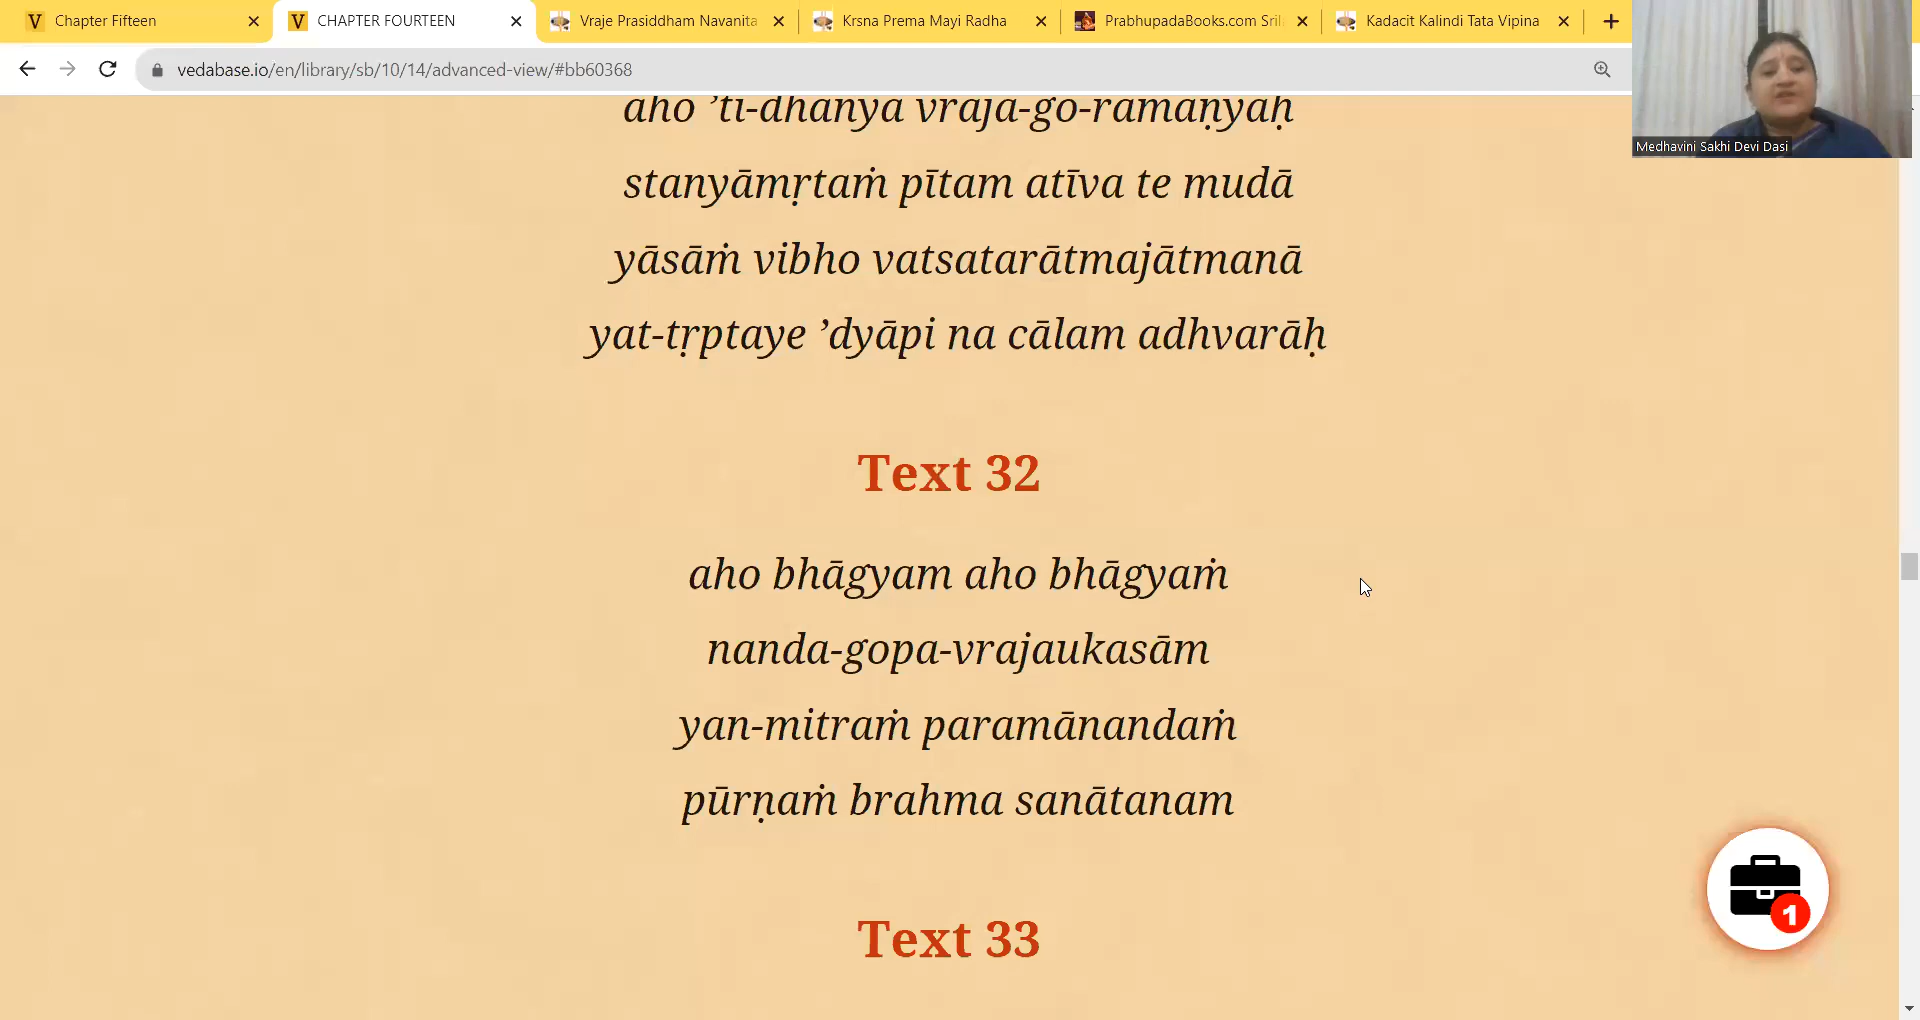 Chapter Fifteen
CHAPTER FOURTEEN
Vraje Prasiddham Navanita
Krsna Prema Mayi Radha
PrabhupadaBooks.com Sril
Kadacit Kalindi Tata Vipina
vedabase.io/en/library/sb/10/14/advanced-view/#bb60368
Medhavini Sakhi Devi Dasi
aho ’ti-dhanyā vraja-go-ramaṇyaḥ
stanyāmṛtaṁ pītam atīva te mudā
yāsāṁ vibho vatsatarātmajātmanā
yat-tṛptaye ’dyāpi na cālam adhvarāḥ
Text 32
aho bhāgyam aho bhāgyaṁ
nanda-gopa-vrajaukasām
yan-mitraṁ paramānandaṁ
pūrṇaṁ brahma sanātanam
1
Text 33